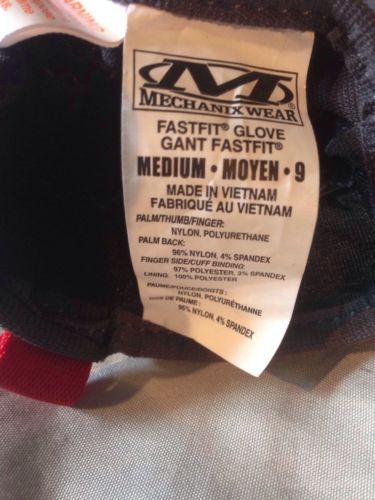 WARNING
M
MECHANIX WEAR®
FASTFIT® GLOVE
GANT FASTFIT®
MEDIUM • MOYEN • 9
MADE IN VIETNAM
FABRIQUÉ AU VIETNAM
PALM/THUMB/FINGER:
NYLON, POLYURETHANE
PALM BACK:
96% NYLON, 4% SPANDEX
FINGER SIDE/CUFF BINDING:
97% POLYESTER, 3% SPANDEX
LINING: 100% POLYESTER
PAUME/POUCE/DOIGTS:
NYLON, POLYURÉTHANNE
DE PAUME:
96% NYLON, 4% SPANDEX